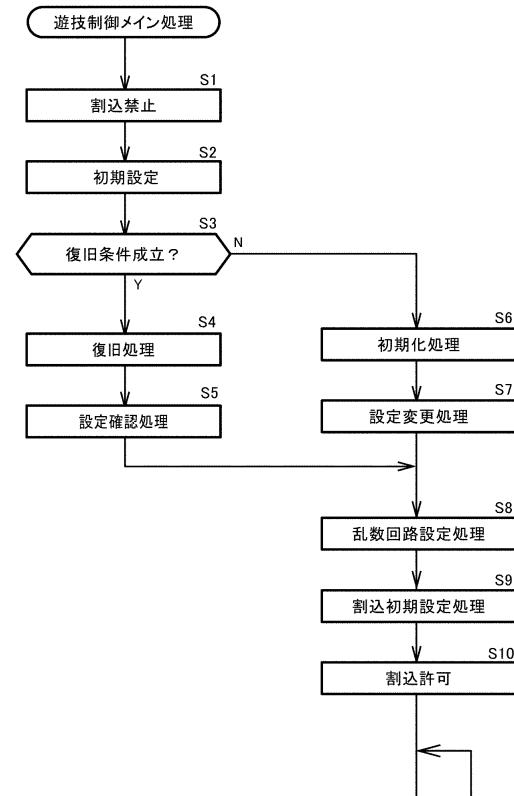 遊技制御メイン処理
S1
割込禁止
S2
初期設定
S3
復旧条件成立？
N
Y
S4
復旧処理
S5
設定確認処理
S6
初期化処理
S7
設定変更処理
S8
乱数回路設定処理
S9
割込初期設定処理
S10
割込許可